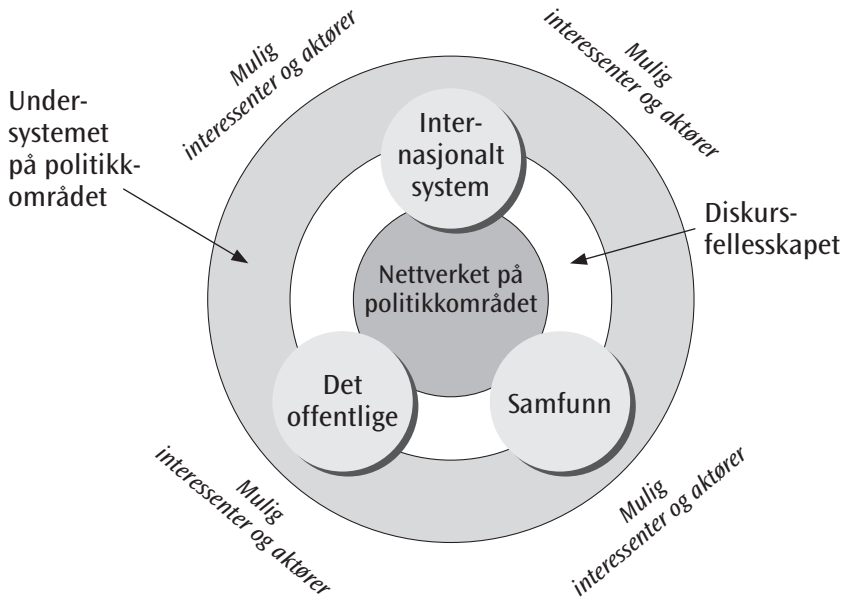 Mulig
interessenter og aktører
Mulig
interessenter og aktører
Under-
systemet
på politikk-
området
Inter-
nasjonalt
system
Diskurs-
fellesskapet
Nettverket på
politikkområdet
Det
offentlige
Samfunn
Mulig
interessenter og aktører
Mulig
interessenter og aktører